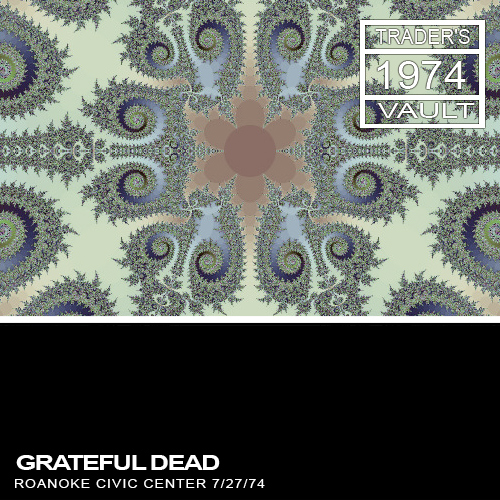 TRADER'S
1974
VAULT
GRATEFUL DEAD
ROANOKE CIVIC CENTER 7/27/74